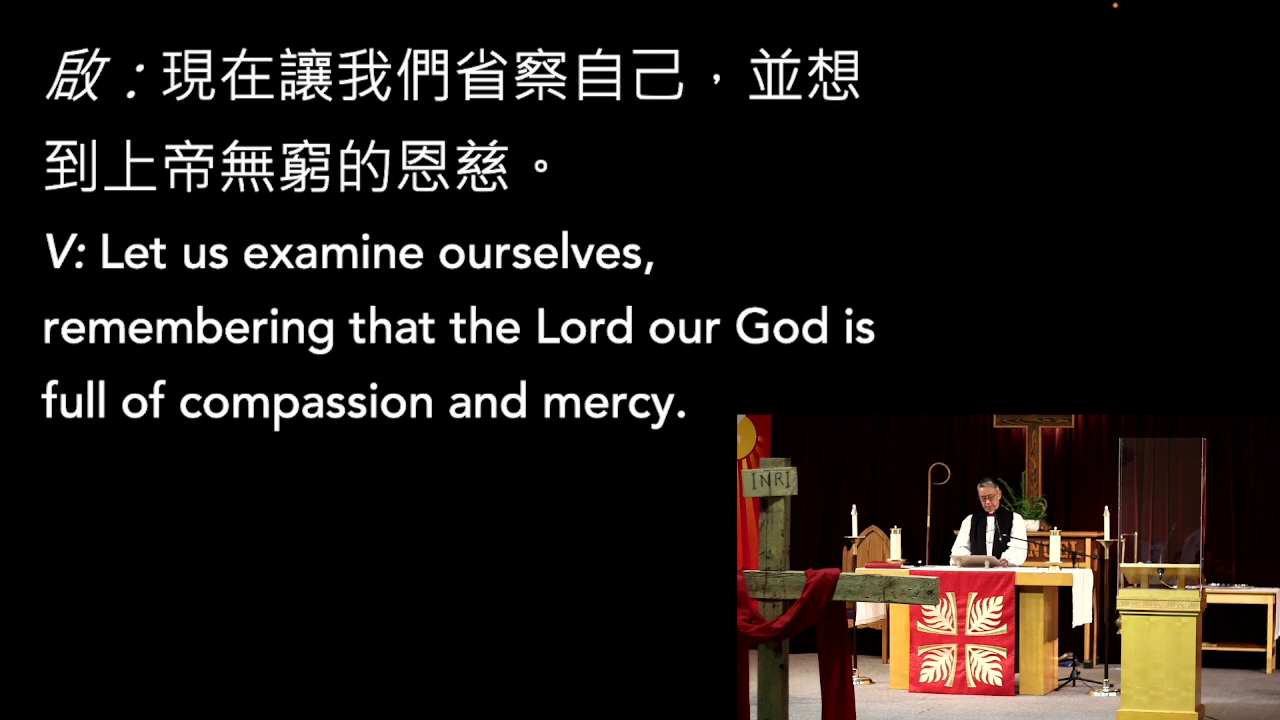 啟：現在讓我們省察自己，並想
到上帝無窮的恩慈。
V: Let us examine ourselves,
remembering that the Lord our God is
full of compassion and mercy.
INRI